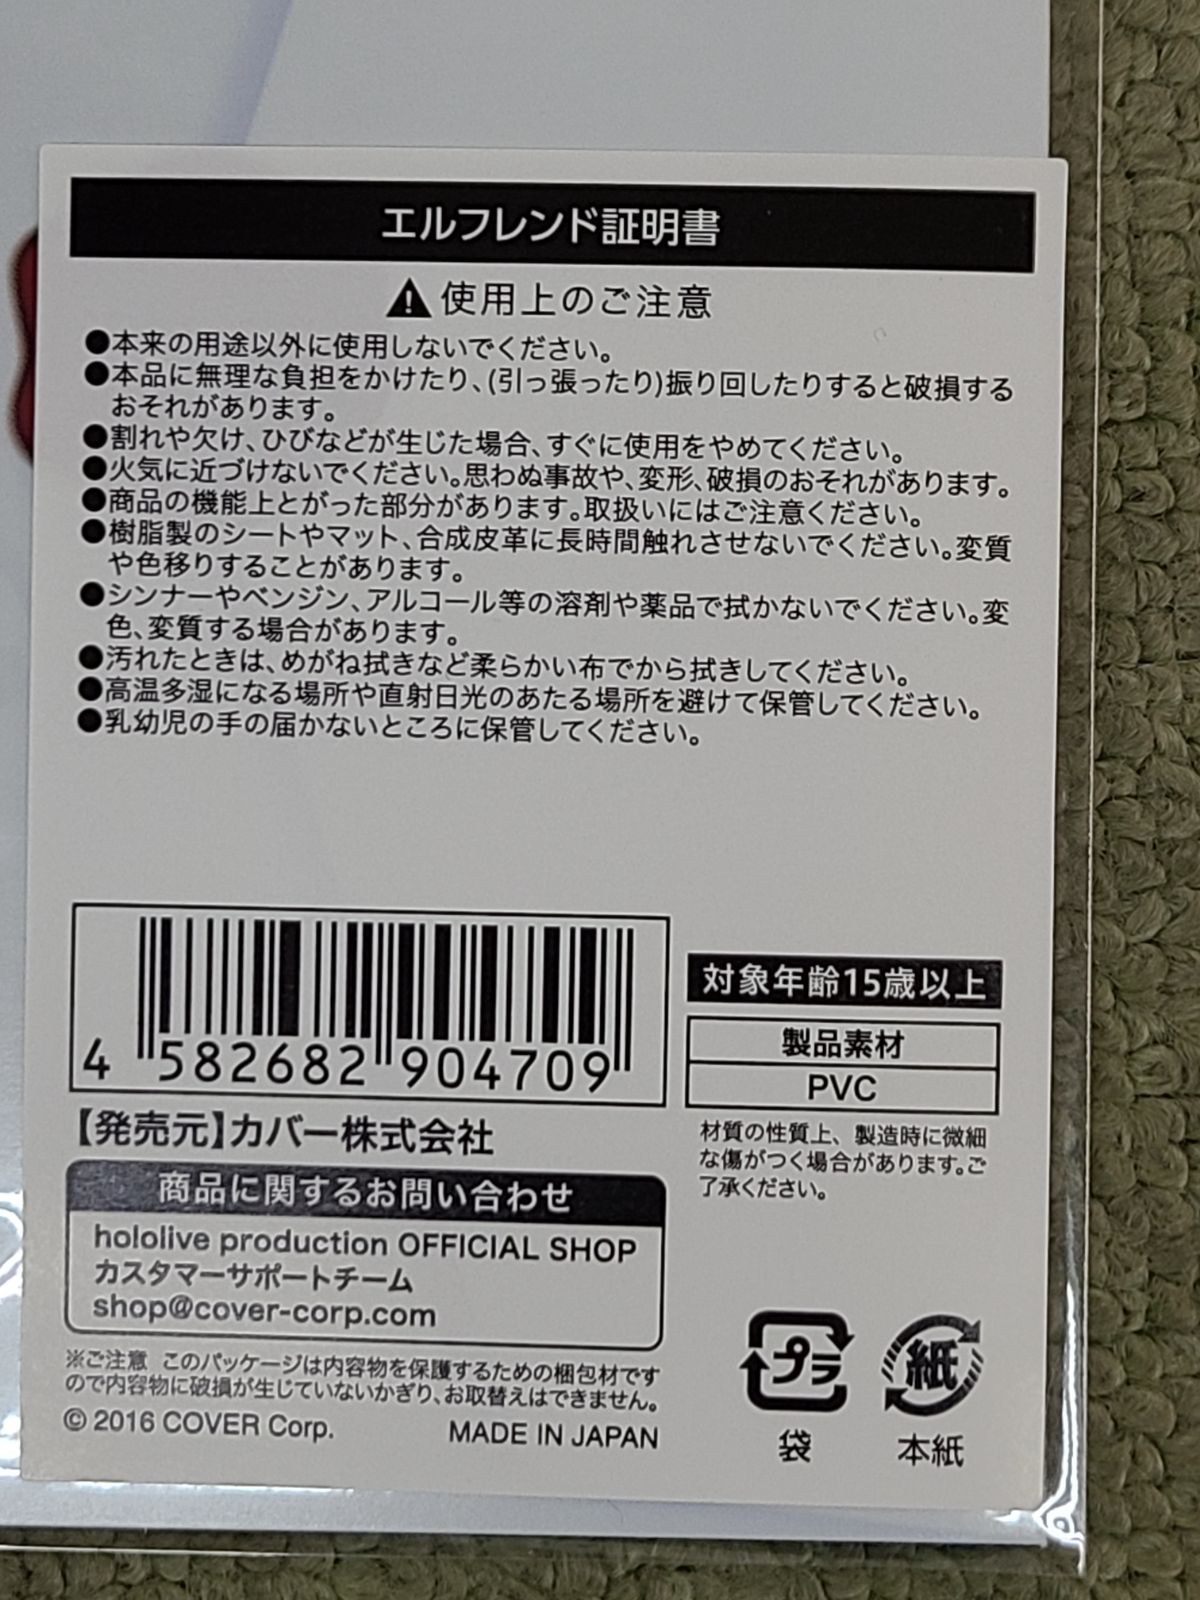 エルフレンド証明書
使用上のご注意
●本来の用途以外に使用しないでください。
●本品に無理な負担をかけたり、(引っ張ったり)振り回したりすると破損する
おそれがあります。
●割れや欠け、ひびなどが生じた場合、すぐに使用をやめてください。
●火気に近づけないでください。思わぬ事故や、変形、破損のおそれがあります。
●商品の機能上とがった部分があります。取扱いにはご注意ください。
●樹脂製のシートやマット、合成皮革に長時間触れさせないでください。変質
や色移りすることがあります。
●シンナーやベンジン、アルコール等の溶剤や薬品で拭かないでください。変
色、変質する場合があります。
●汚れたときは、めがね拭きなど柔らかい布でから拭きしてください。
●高温多湿になる場所や直射日光のあたる場所を避けて保管してください。
●乳幼児の手の届かないところに保管してください。
4 582682 904709
【発売元】カバー株式会社
商品に関するお問い合わせ
hololive production OFFICIAL SHOP
カスタマーサポートチーム
shop@cover-corp.com
※ご注意 このパッケージは内容物を保護するための梱包材です
ので内容物に破損が生じていないかぎり、お取替えはできません。
© 2016 COVER Corp. MADE IN JAPAN
対象年齢15歳以上
製品素材
PVC
材質の性質上、製造時に微細
な傷がつく場合があります。ご
了承ください。
プラ
袋
紙
本紙